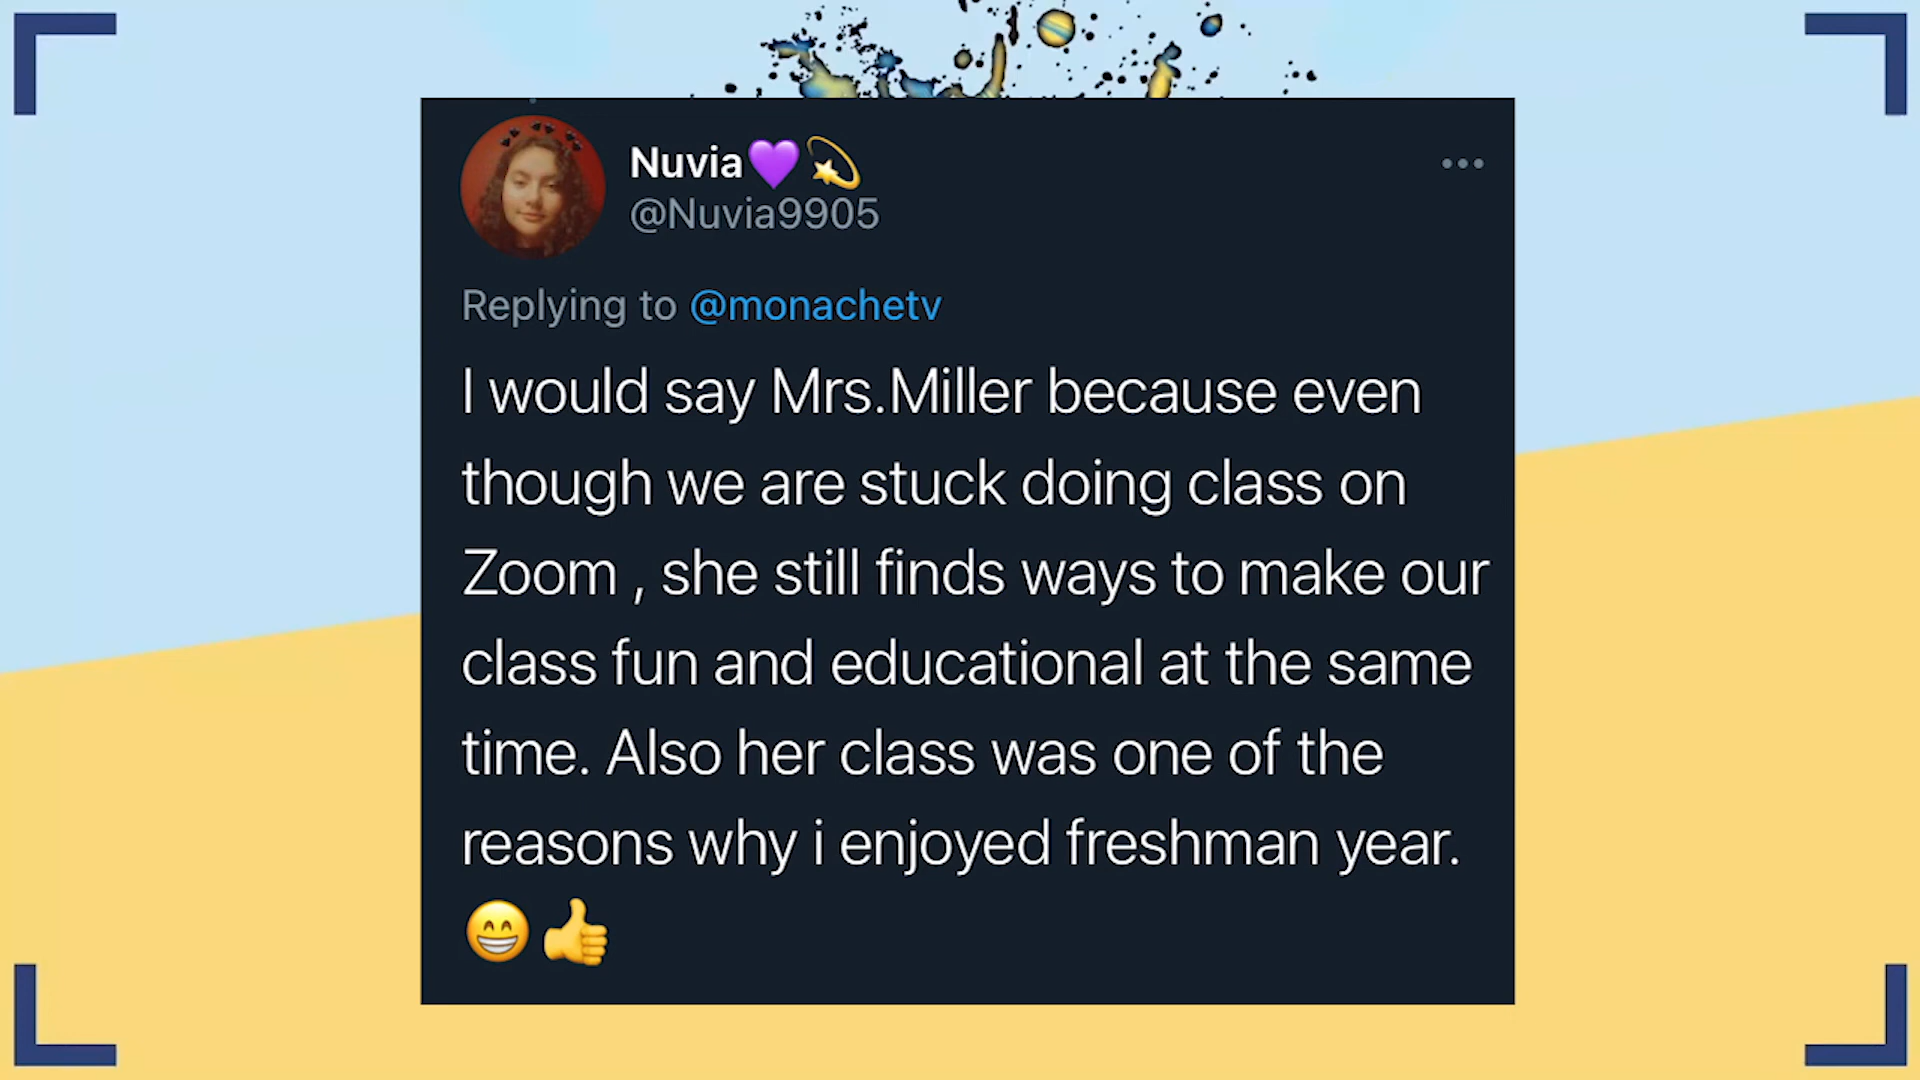 Nuvia💜💫
@Nuvia9905
Replying to @monachetv
I would say Mrs.Miller because even
though we are stuck doing class on
Zoom , she still finds ways to make our
class fun and educational at the same
time. Also her class was one of the
reasons why i enjoyed freshman year.
😁👍